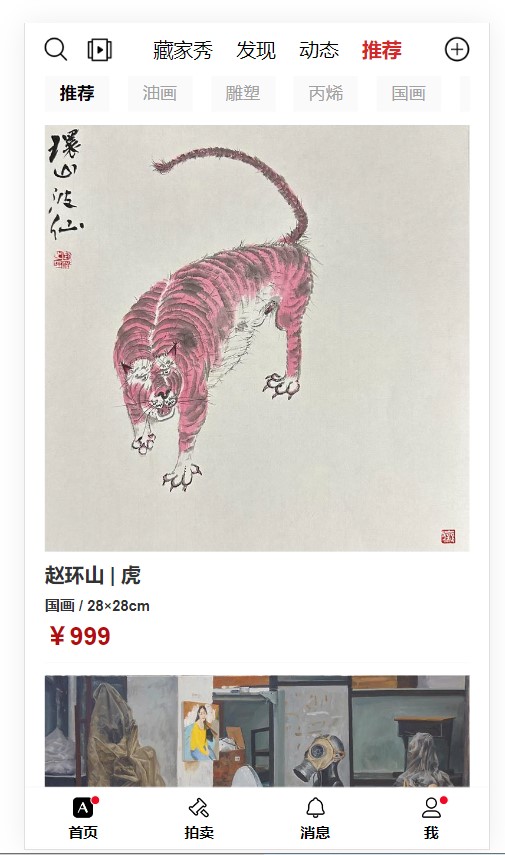 藏家秀 发现 动态 推荐
推荐 油画 雕塑 丙烯 国画
環山波仙
赵环山 | 虎
国画 / 28×28cm
￥999
A
首页 拍卖 消息 我